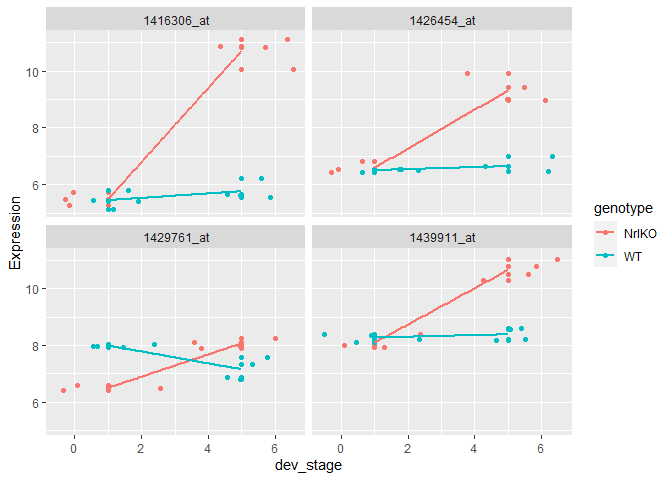 1416306_at
1426454_at
10
8
6
1429761_at
1439911_at
10
8
6
0
2
4
6
0
2
4
6
dev_stage
Expression
genotype
NrlKO
WT